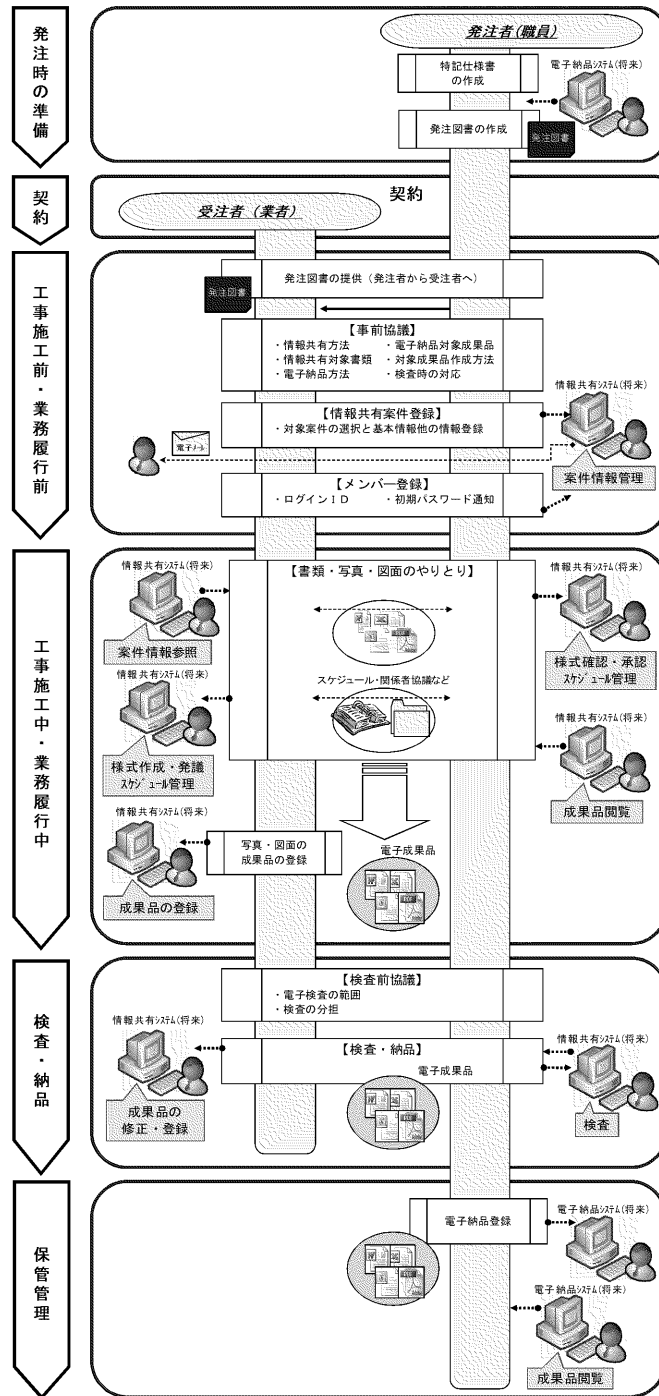 発注時の準備
発注者(職員)
特記仕様書
の作成
電子納品ｼｽﾃﾑ(将来)
発注図書の作成
発注図書
契約
契約
受注者（業者）
工事施工前・業務履行前
発注図書の提供（発注者から受注者へ）
発注図書
【事前協議】
・情報共有方法　・電子納品対象成果品
・情報共有対象書類　・対象成果品作成方法
・電子納品方法　・検査時の対応
情報共有ｼｽﾃﾑ(将来)
【情報共有案件登録】
・対象案件の選択と基本情報他の情報登録
電子ﾒｰﾙ
案件情報管理
【メンバー登録】
・ログインＩＤ　・初期パスワード通知
工事施工中・業務履行中
【書類・写真・図面のやりとり】
情報共有ｼｽﾃﾑ(将来)
情報共有ｼｽﾃﾑ(将来)
案件情報参照
様式確認・承認
ｽｹｼﾞｭｰﾙ管理
情報共有ｼｽﾃﾑ(将来)
スケジュール・関係者協議など
様式作成・発議
ｽｹｼﾞｭｰﾙ管理
情報共有ｼｽﾃﾑ(将来)
成果品閲覧
情報共有ｼｽﾃﾑ(将来)
写真・図面の
成果品の登録
電子成果品
成果品の登録
検査・納品
【検査前協議】
・電子検査の範囲
・検査の分担
情報共有ｼｽﾃﾑ(将来)
情報共有ｼｽﾃﾑ(将来)
【検査・納品】
電子成果品
成果品の
修正・登録
検査
保管管理
電子納品登録
電子納品ｼｽﾃﾑ(将来)
電子納品ｼｽﾃﾑ(将来)
成果品閲覧